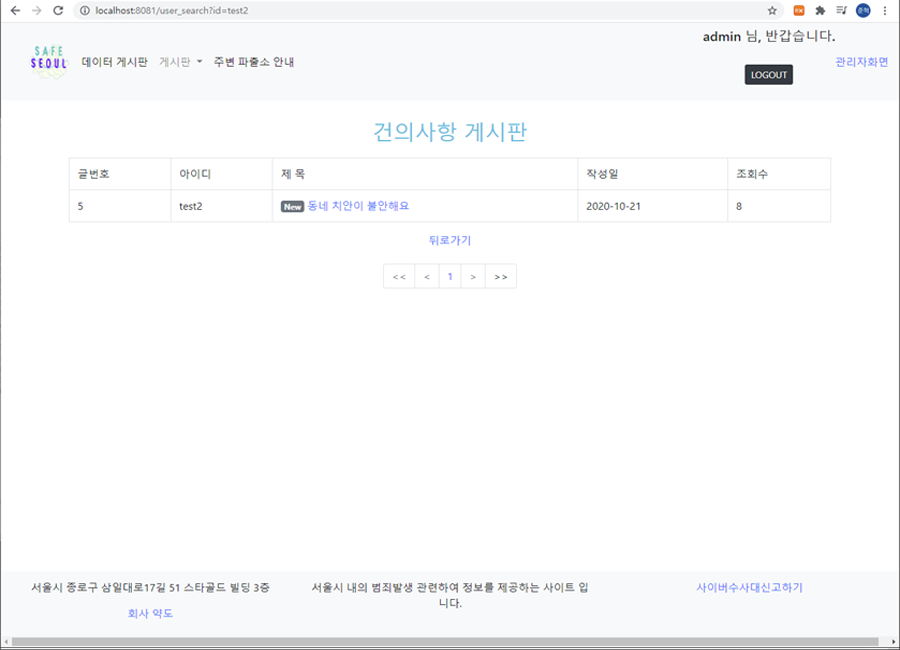 localhost:8081/user_search?id=test2
admin 님, 반갑습니다.
SAFE
SEOUL
데이터 게시판 게시판 주변 파출소 안내
LOGOUT
관리자화면
건의사항 게시판
글번호 아이디 제 목 작성일 조회수
5 test2 New 동네 치안이 불안해요 2020-10-21 8
뒤로가기
<< < 1 > >>
서울시 종로구 삼일대로17길 51 스타골드 빌딩 3층
회사 약도
서울시 내의 범죄발생 관련하여 정보를 제공하는 사이트 입
니다.
사이버수사대신고하기